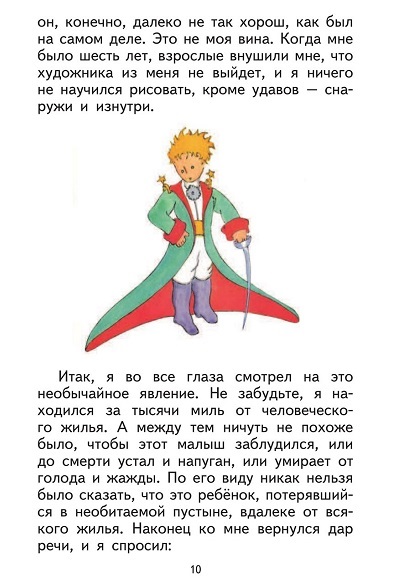 он, конечно, далеко не так хорош, как был
на самом деле. Это не моя вина. Когда мне
было шесть лет, взрослые внушили мне, что
художника из меня не выйдет, и я ничего
не научился рисовать, кроме удавов — сна-
ружи и изнутри.
Итак, я во все глаза смотрел на это
необычайное явление. Не забудьте, я на-
ходился за тысячи миль от человеческо-
го жилья. А между тем ничуть не похоже
было, чтобы этот малыш заблудился, или
до смерти устал и напуган, или умирает от
голода и жажды. По его виду никак нельзя
было сказать, что это ребёнок, потерявший-
ся в необитаемой пустыне, вдалеке от вся-
кого жилья. Наконец ко мне вернулся дар
речи, и я спросил:
10